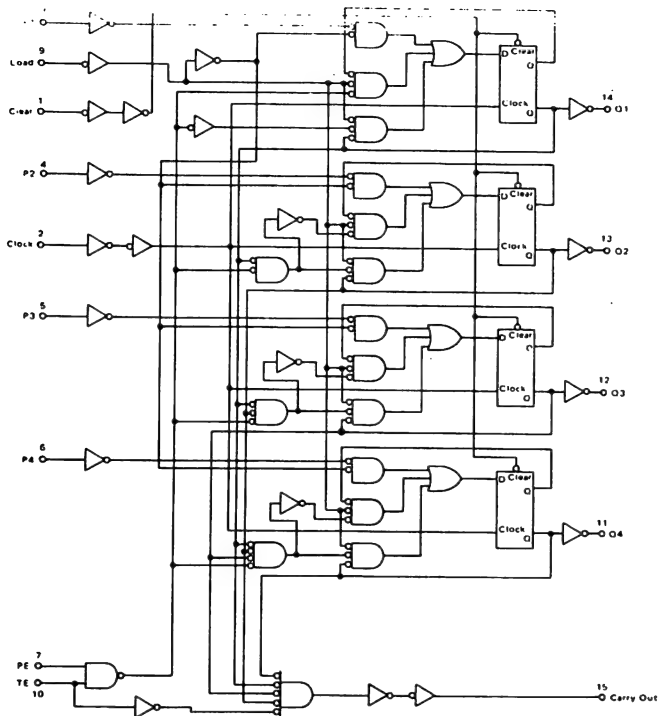 9
Load
1
Clear
P2
4
2
Clock
5
P3
6
P4
7
PE
TE
10
D Clear Q
Clock Q
14
Q1
D Clear Q
Clock Q
13
Q2
D Clear Q
Clock Q
12
Q3
D Clear Q
Clock Q
11
Q4
15
Carry Out